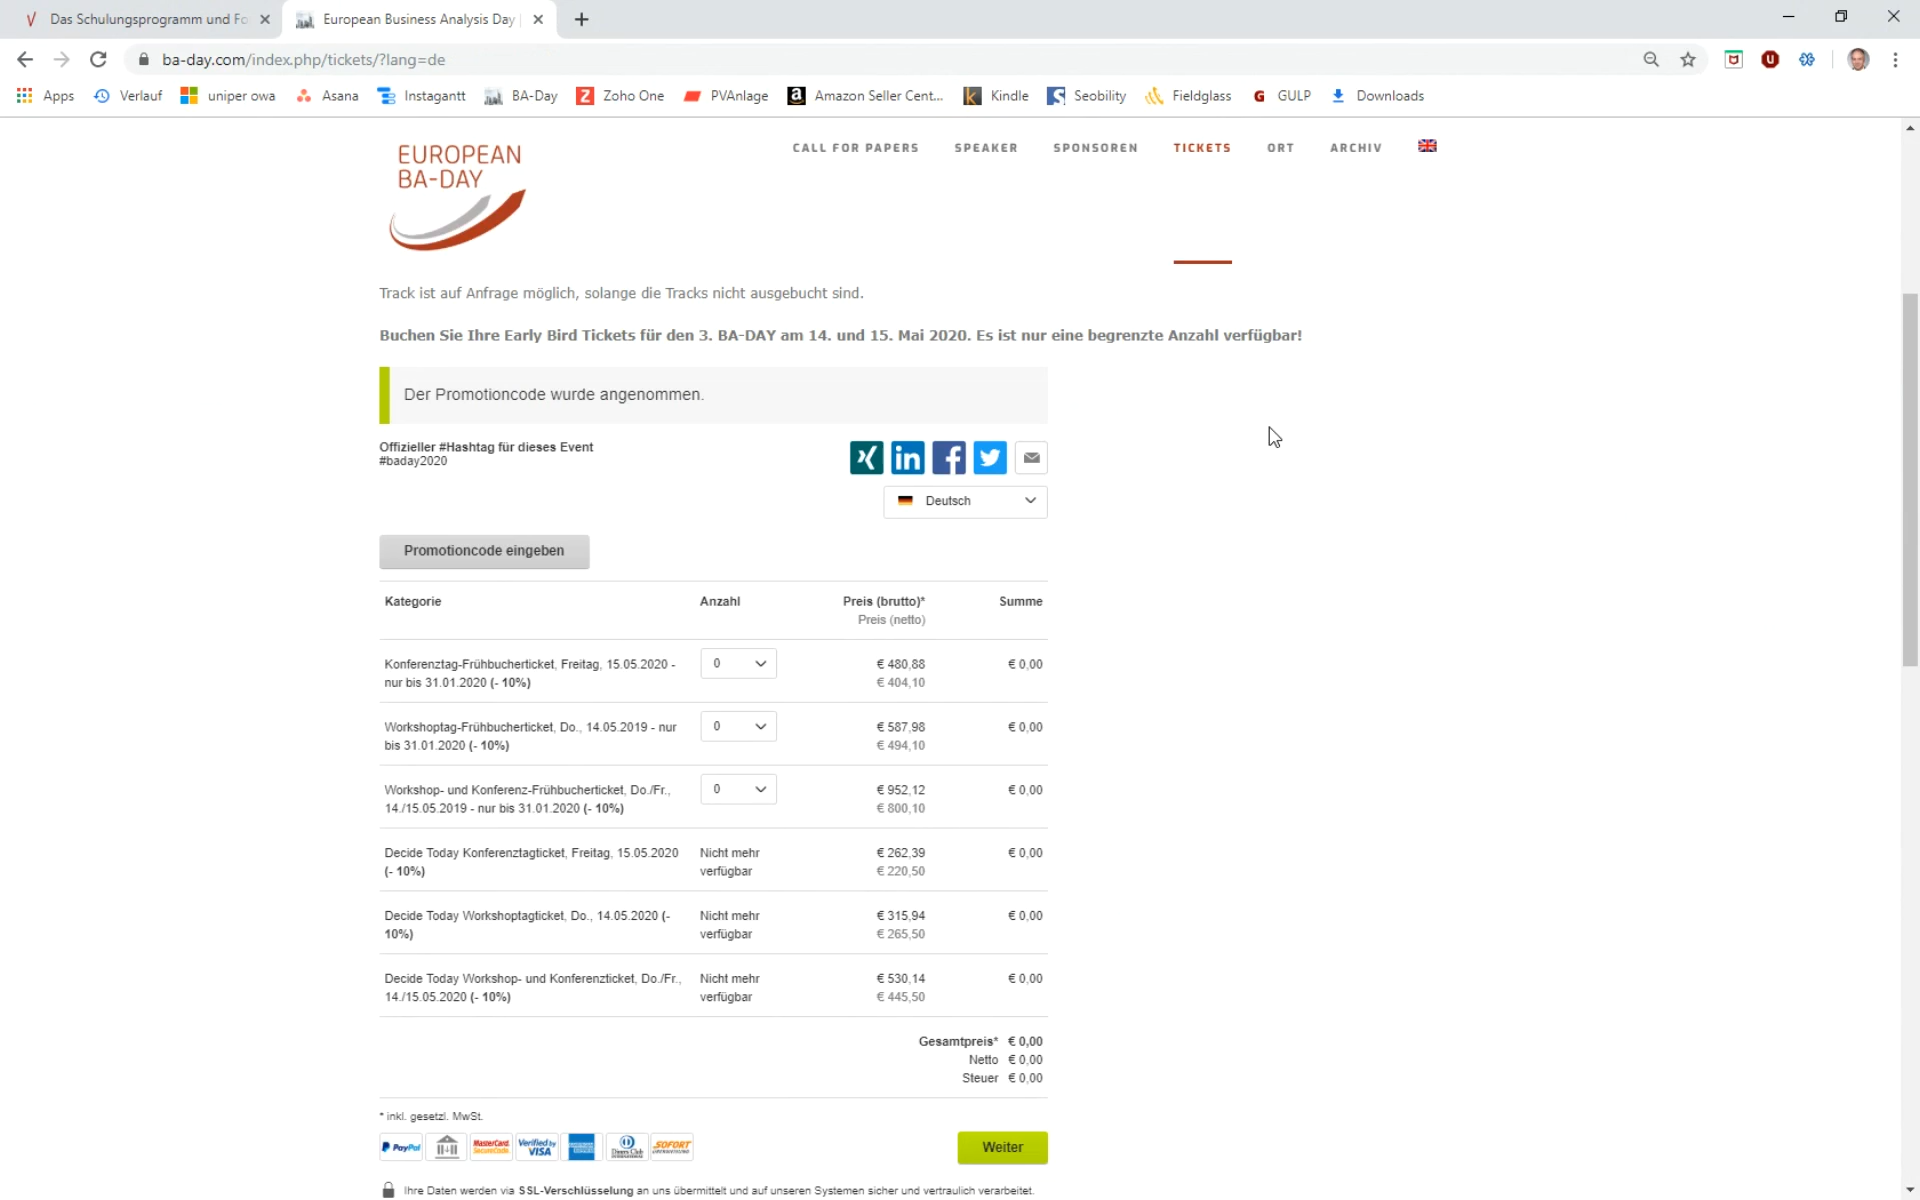 Das Schulungsprogramm und Fo
European Business Analysis Day |
ba-day.com/index.php/tickets/?lang=de
Apps Verlauf uniper owa Asana Instagantt BA-Day Zoho One PVAnlage Amazon Seller Cent... Kindle Seobility Fieldglass GULP Downloads
EUROPEAN
BA-DAY
CALL FOR PAPERS SPEAKER SPONSOREN TICKETS ORT ARCHIV
Track ist auf Anfrage möglich, solange die Tracks nicht ausgebucht sind.
Buchen Sie Ihre Early Bird Tickets für den 3. BA-DAY am 14. und 15. Mai 2020. Es ist nur eine begrenzte Anzahl verfügbar!
Der Promotioncode wurde angenommen.
Offizieller #Hashtag für dieses Event
#baday2020
Deutsch
Promotioncode eingeben
Kategorie Anzahl Preis (brutto)* Summe
Preis (netto)
Konferenztag-Frühbucherticket, Freitag, 15.05.2020 - 0 € 480,88 € 0,00
nur bis 31.01.2020 (- 10%) € 404,10
Workshoptag-Frühbucherticket, Do., 14.05.2019 - nur 0 € 587,98 € 0,00
bis 31.01.2020 (- 10%) € 494,10
Workshop- und Konferenz-Frühbucherticket, Do./Fr., 0 € 952,12 € 0,00
14./15.05.2019 - nur bis 31.01.2020 (- 10%) € 800,10
Decide Today Konferenztagticket, Freitag, 15.05.2020 Nicht mehr € 262,39 € 0,00
(- 10%) verfügbar € 220,50
Decide Today Workshoptagticket, Do., 14.05.2020 (- Nicht mehr € 315,94 € 0,00
10%) verfügbar € 265,50
Decide Today Workshop- und Konferenzticket, Do./Fr., Nicht mehr € 530,14 € 0,00
14./15.05.2020 (- 10%) verfügbar € 445,50
Gesamtpreis* € 0,00
Netto € 0,00
Steuer € 0,00
* inkl. gesetzl. MwSt.
PayPal MasterCard SecureCode Verified by VISA Diners Club SOFORT
Weiter
Ihre Daten werden via SSL-Verschlüsselung an uns übermittelt und auf unseren Systemen sicher und vertraulich verarbeitet.